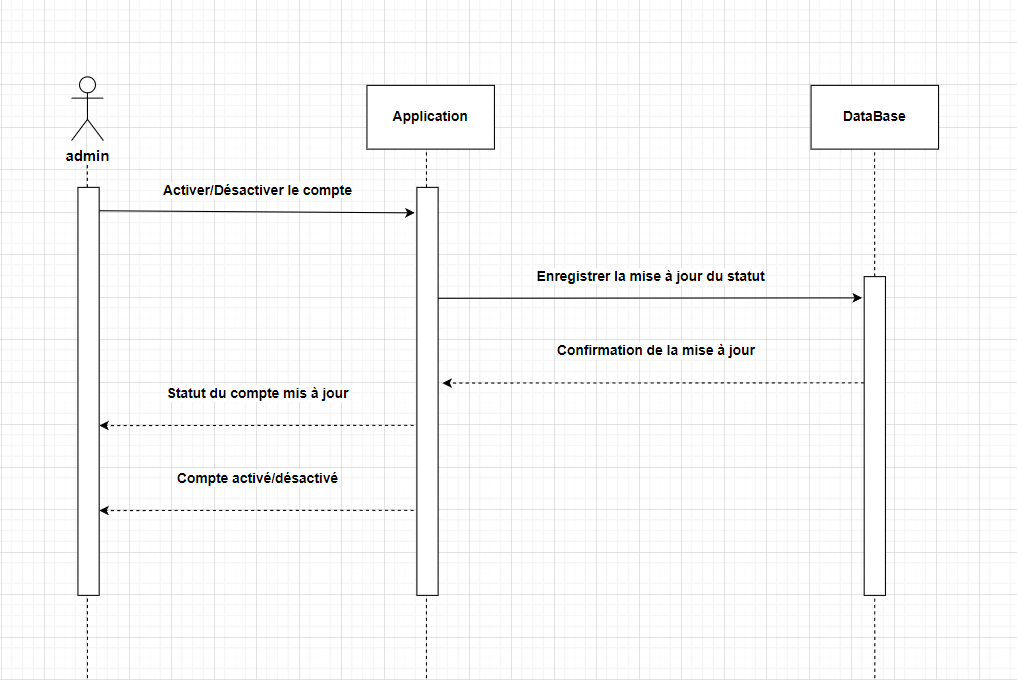 Application
DataBase
admin
Activer/Désactiver le compte
Enregistrer la mise à jour du statut
Confirmation de la mise à jour
Statut du compte mis à jour
Compte activé/désactivé